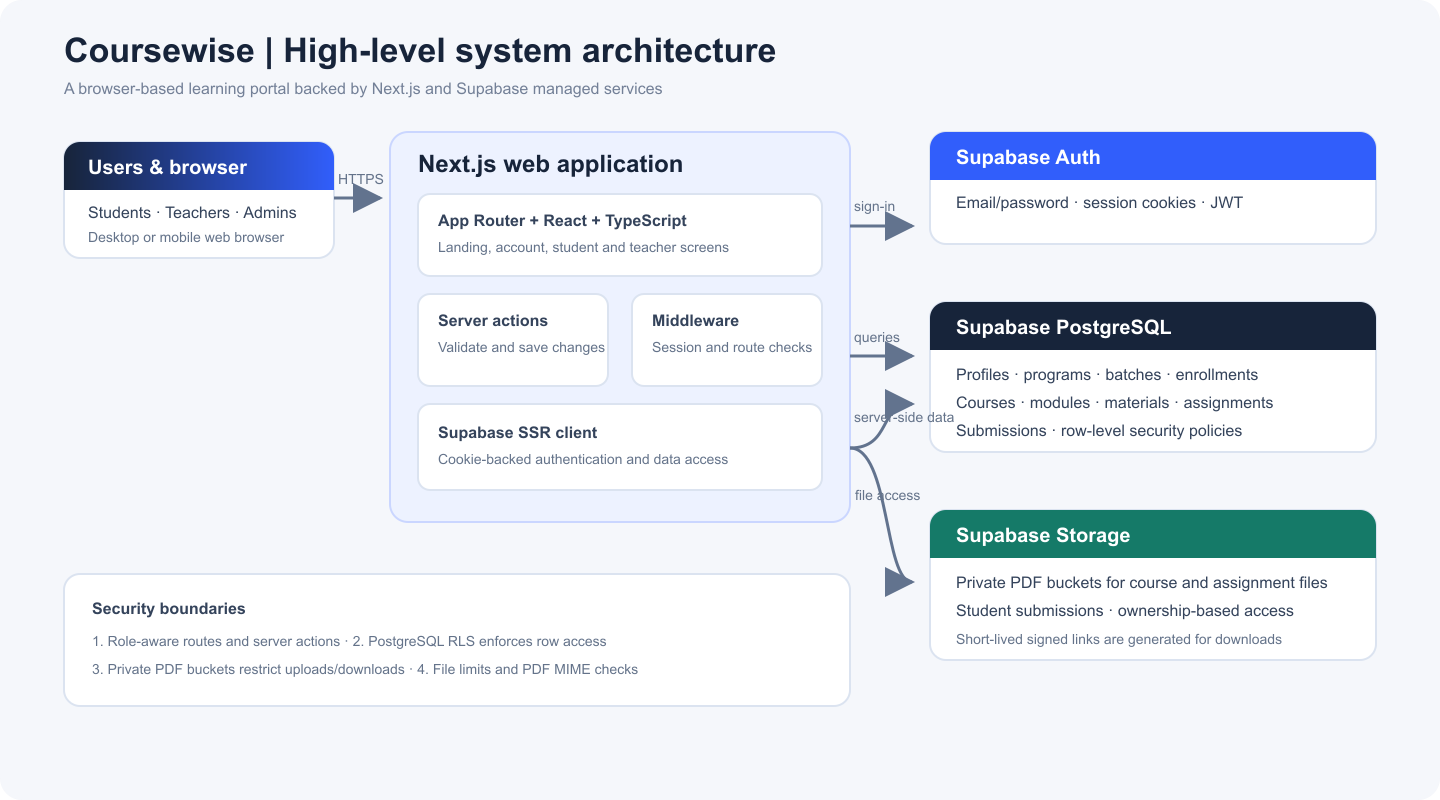 Coursewise | High-level system architecture
A browser-based learning portal backed by Next.js and Supabase managed services
Users & browser
Students · Teachers · Admins
Desktop or mobile web browser
HTTPS
Next.js web application
App Router + React + TypeScript
Landing, account, student and teacher screens
Server actions
Validate and save changes
Middleware
Session and route checks
Supabase SSR client
Cookie-backed authentication and data access
sign-in
queries
server-side data
file access
Supabase Auth
Email/password · session cookies · JWT
Supabase PostgreSQL
Profiles · programs · batches · enrollments
Courses · modules · materials · assignments
Submissions · row-level security policies
Supabase Storage
Private PDF buckets for course and assignment files
Student submissions · ownership-based access
Short-lived signed links are generated for downloads
Security boundaries
1. Role-aware routes and server actions · 2. PostgreSQL RLS enforces row access
3. Private PDF buckets restrict uploads/downloads · 4. File limits and PDF MIME checks